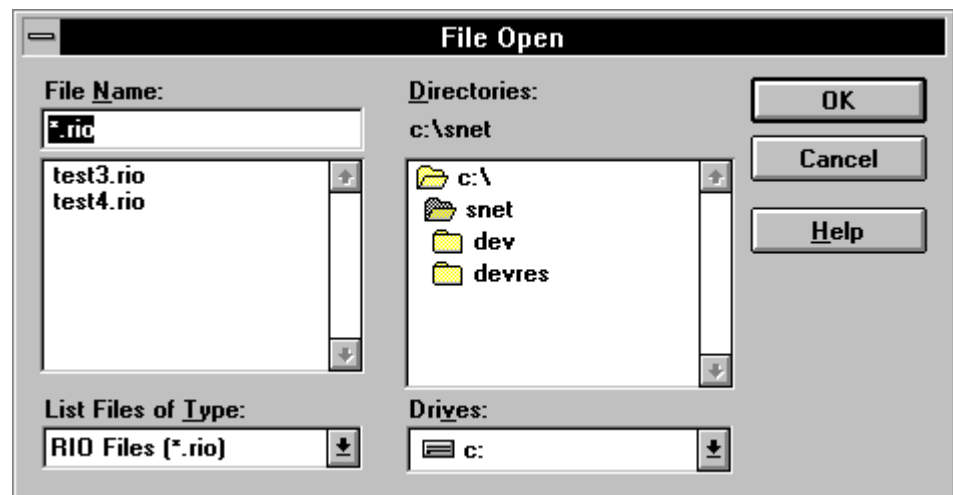 File Open
File Name:
*.rio
test3.rio
test4.rio
List Files of Type:
RIO Files (*.rio)
Directories:
c:\snet
c:\
snet
dev
devres
Drives:
c:
OK
Cancel
Help